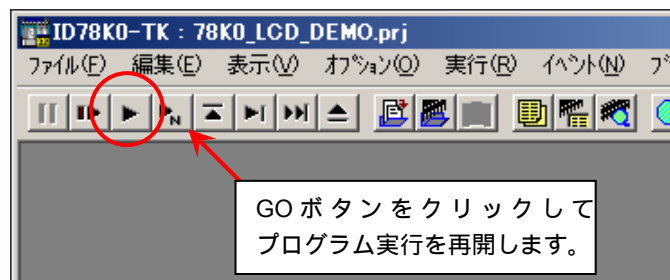 ID78K0-TK : 78K0_LCD_DEMO.prj
ファイル(F) 編集(E) 表示(V) オプション(O) 実行(R) イベント(N)
N
GOボタンをクリックして
プログラム実行を再開します。